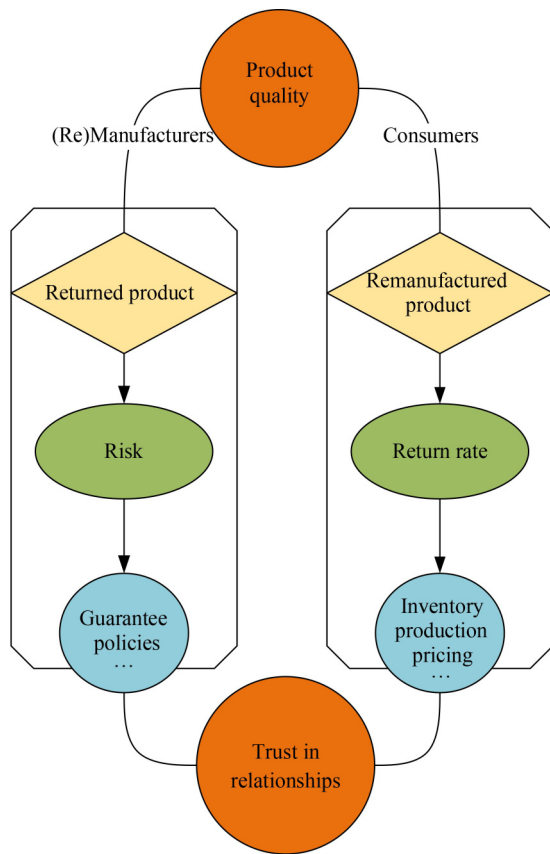 Product
quality
(Re)Manufacturers
Consumers
Returned product
Remanufactured
product
Risk
Return rate
Guarantee
policies
…
Inventory
production
pricing
…
Trust in
relationships